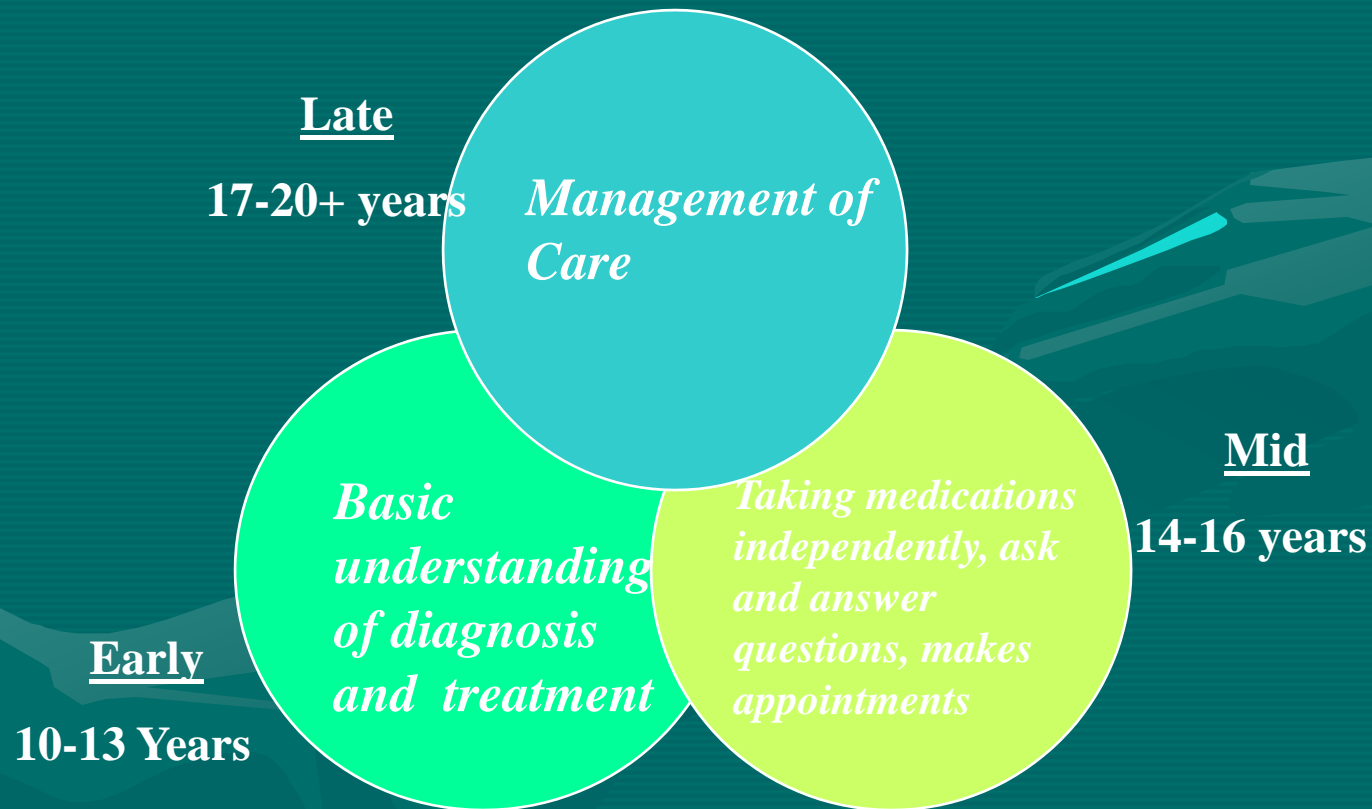 Late
17-20+ years
Management of
Care
Basic
understanding
of diagnosis
and treatment
Early
10-13 Years
Taking medications
independently, ask
and answer
questions, makes
appointments
Mid
14-16 years